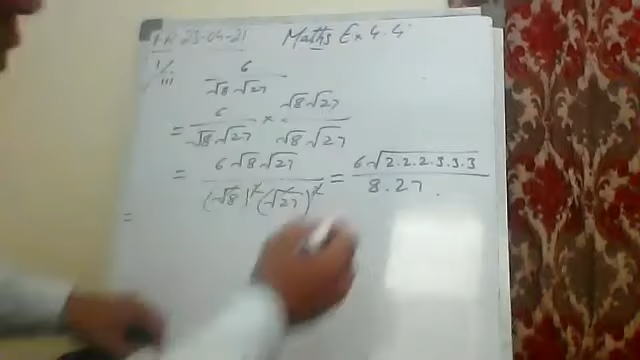 23-04-21 Maths Ex 4.4
1/iii 6/√8√27
= 6/√8√27 × √8√27/√8√27
= 6√8√27/(√8)²(√27)² = 6√2.2.2.3.3.3/8.27
=